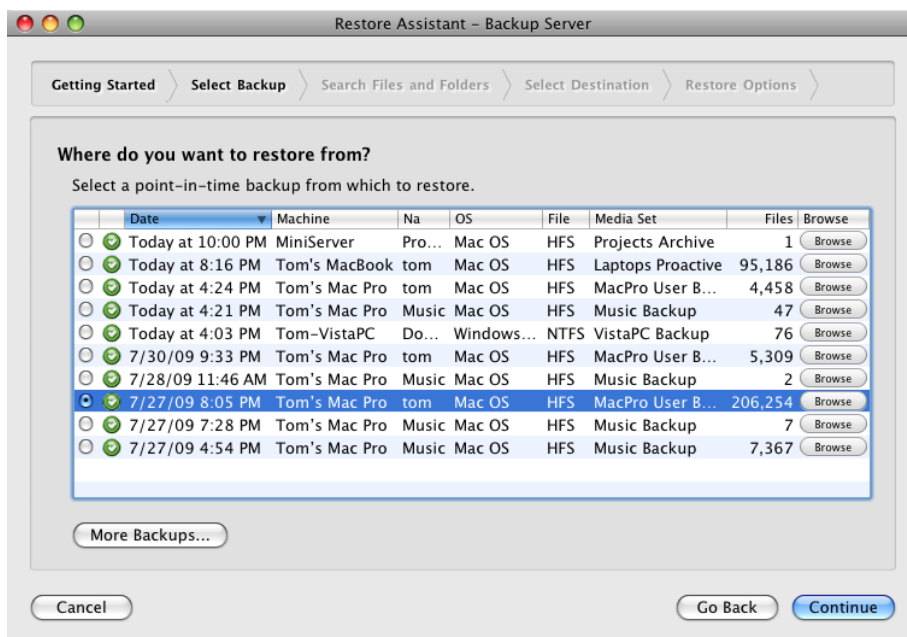 Restore Assistant – Backup Server
Getting Started Select Backup Search Files and Folders Select Destination Restore Options
Where do you want to restore from?
Select a point-in-time backup from which to restore.
Date Machine Na OS File Media Set Files Browse
Today at 10:00 PM MiniServer Pro... Mac OS HFS Projects Archive 1 Browse
Today at 8:16 PM Tom's MacBook tom Mac OS HFS Laptops Proactive 95,186 Browse
Today at 4:24 PM Tom's Mac Pro tom Mac OS HFS MacPro User B... 4,458 Browse
Today at 4:21 PM Tom's Mac Pro Music Mac OS HFS Music Backup 47 Browse
Today at 4:03 PM Tom-VistaPC Do... Windows... NTFS VistaPC Backup 76 Browse
7/30/09 9:33 PM Tom's Mac Pro tom Mac OS HFS MacPro User B... 5,309 Browse
7/28/09 11:46 AM Tom's Mac Pro Music Mac OS HFS Music Backup 2 Browse
7/27/09 8:05 PM Tom's Mac Pro tom Mac OS HFS MacPro User B... 206,254 Browse
7/27/09 7:28 PM Tom's Mac Pro Music Mac OS HFS Music Backup 7 Browse
7/27/09 4:54 PM Tom's Mac Pro Music Mac OS HFS Music Backup 7,367 Browse
More Backups...
Cancel Go Back Continue